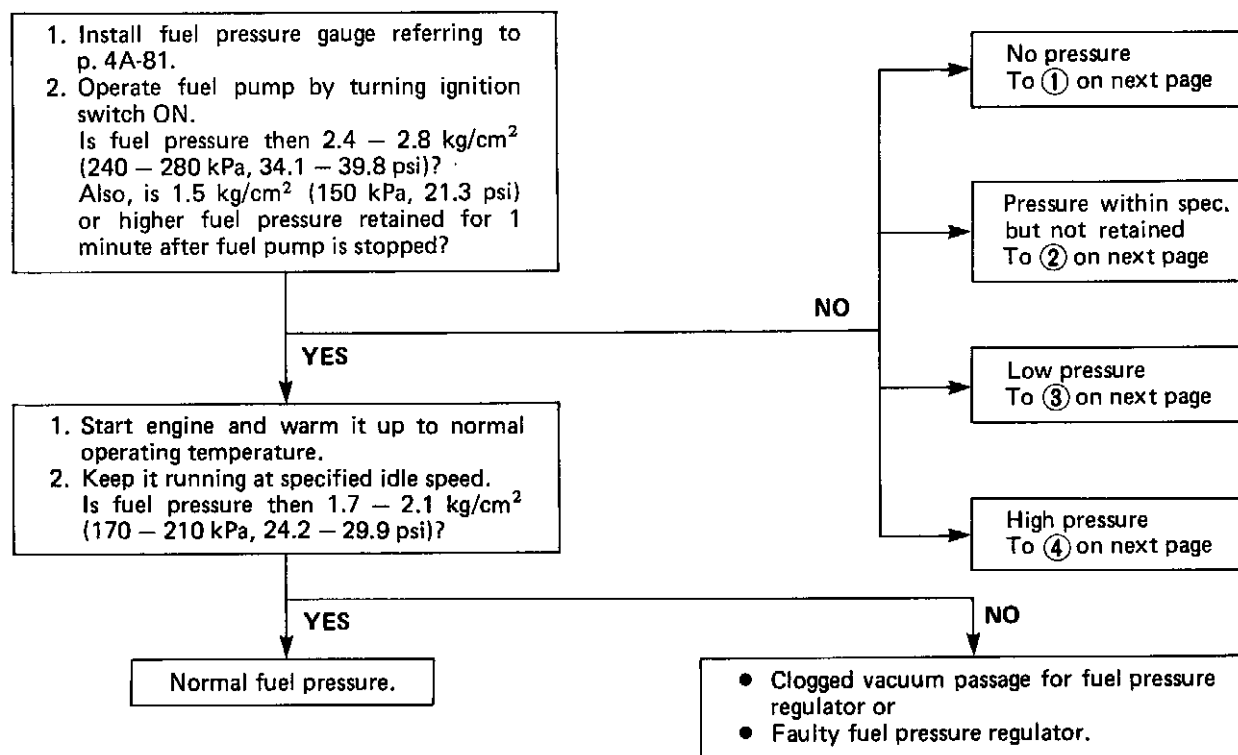 1. Install fuel pressure gauge referring to
p. 4A-81.
2. Operate fuel pump by turning ignition
switch ON.
Is fuel pressure then 2.4 – 2.8 kg/cm²
(240 – 280 kPa, 34.1 – 39.8 psi)?
Also, is 1.5 kg/cm² (150 kPa, 21.3 psi)
or higher fuel pressure retained for 1
minute after fuel pump is stopped?
No pressure
To ① on next page
Pressure within spec.
but not retained
To ② on next page
NO
YES
Low pressure
To ③ on next page
1. Start engine and warm it up to normal
operating temperature.
2. Keep it running at specified idle speed.
Is fuel pressure then 1.7 – 2.1 kg/cm²
(170 – 210 kPa, 24.2 – 29.9 psi)?
High pressure
To ④ on next page
YES
NO
Normal fuel pressure.
● Clogged vacuum passage for fuel pressure
regulator or
● Faulty fuel pressure regulator.